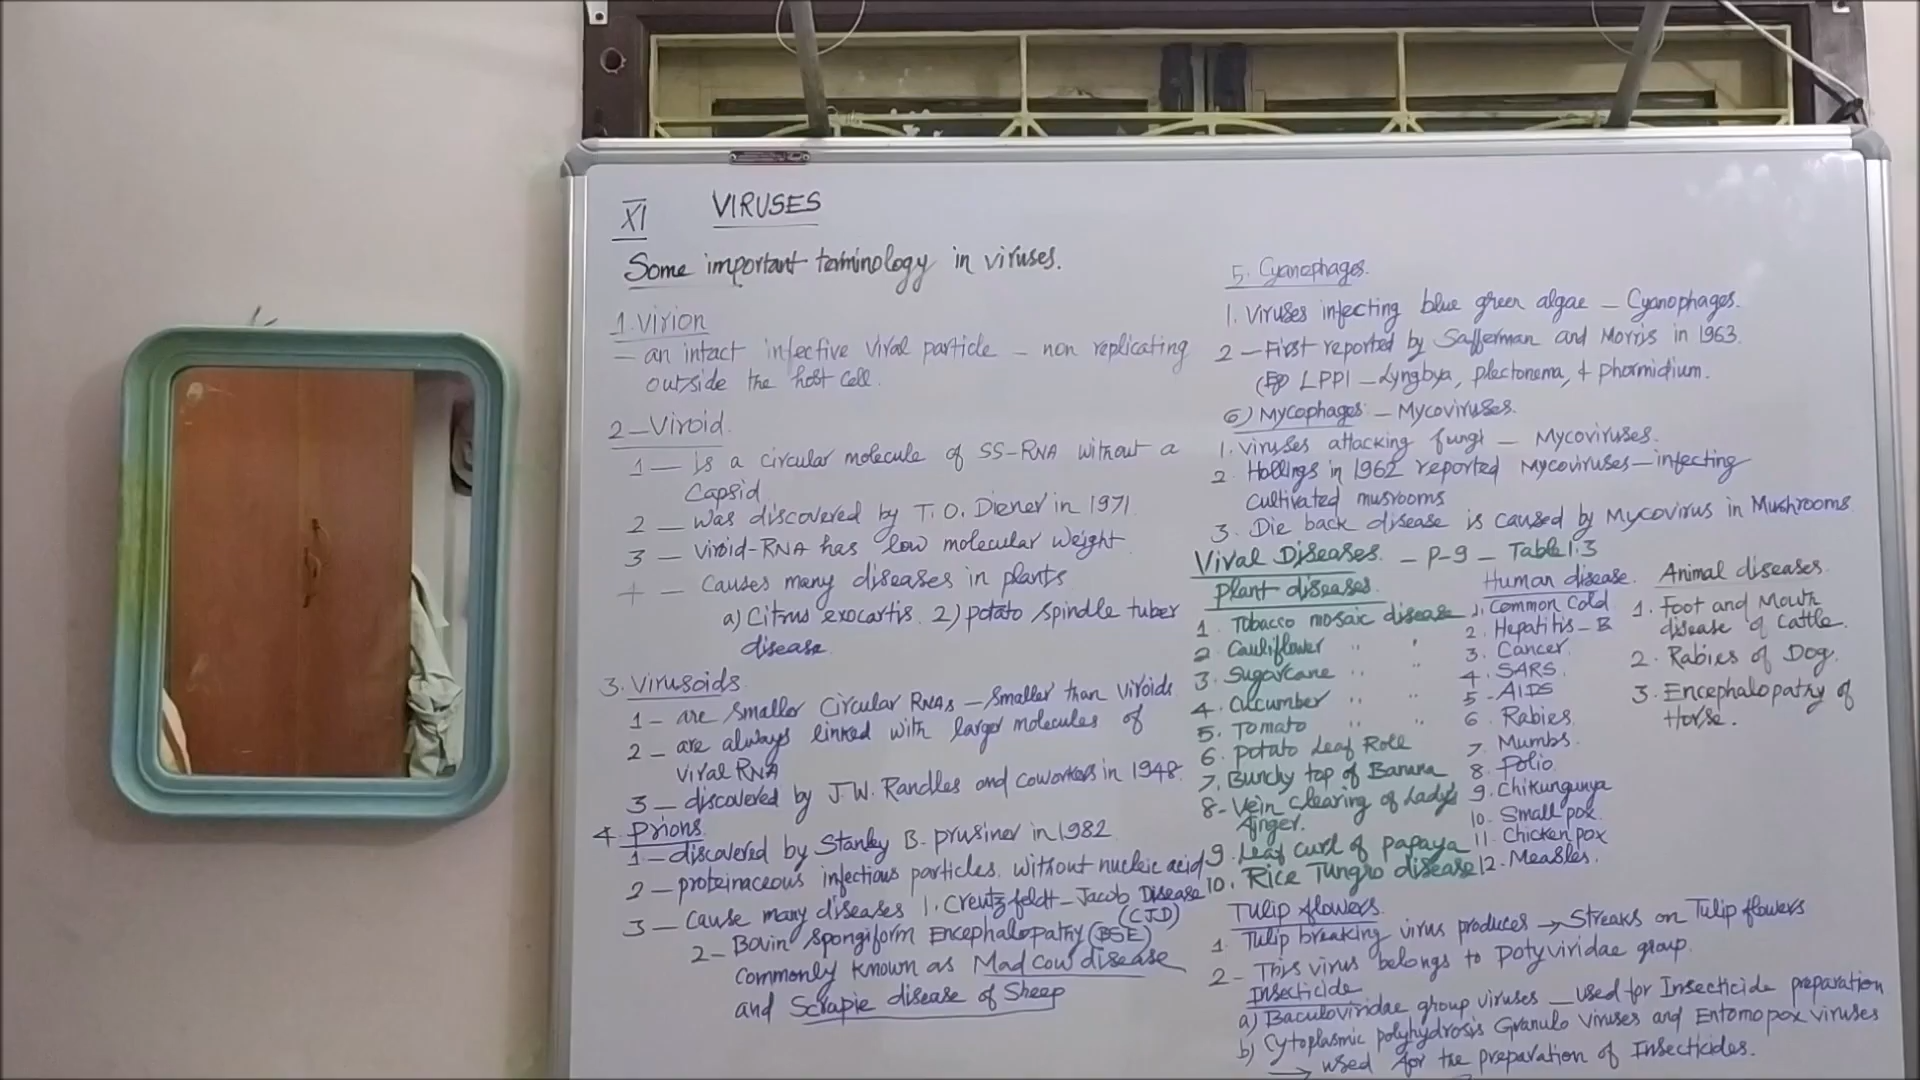 XI VIRUSES
Some important terminology in viruses.
1. Virion
— an intact infective viral particle — non replicating
outside the host cell.
2 — Viroid.
1 — is a circular molecule of SS-RNA without a
Capsid
2 — was discovered by T.O. Diener in 1971.
3 — viroid-RNA has low molecular weight
4 — causes many diseases in plants
a) Citrus exocartis. 2) potato spindle tuber
disease.
3. Virusoids
1 — are smaller circular RNAs — smaller than viroids
2 — are always linked with larger molecules of
viral RNA
3 — discovered by J.W. Randles and coworkers in 1948.
4. Prions.
1 — discovered by Stanley B. prusiner in 1982
2 — proteinaceous infectious particles. without nucleic acid
3 — cause many diseases 1. Creutzfeldt — Jacob Disease
(CJD)
2 — Bovin spongiform Encephalopathy (BSE)
commonly known as Mad Cow disease
and Scrapie disease of Sheep
5. Cyanophages.
1. Viruses infecting blue green algae — Cyanophages.
2 — First reported by Safferman and Morris in 1963.
LPP1 — Lyngbya, plectonema, & phormidium.
6) Mycophages — Mycoviruses.
1. Viruses attacking fungi — Mycoviruses.
2. Hollings in 1962 reported Mycoviruses — infecting
cultivated musrooms
3. Die back disease is caused by Mycovirus in Mushrooms
Viral Diseases. — P-9 — Table 1.3
Plant diseases.
1. Tobacco mosaic disease
2. Cauliflower " "
3. Sugarcane " "
4. Cucumber " "
5. Tomato " "
6. Potato Leaf Roll
7. Bunchy top of Banana
8 — Vein clearing of Lady's
finger.
9. Leaf curl of papaya
10. Rice Tungro disease
Human disease.
1. Common Cold
2. Hepatitis — B
3. Cancer.
4. SARS.
5 - AIDS
6. Rabies.
7. Mumbs.
8. Polio.
9. Chikungunya
10. Small pox.
11. Chicken pox
12. Measles.
Animal diseases.
1. Foot and Mouth
disease of Cattle.
2. Rabies of Dog.
3. Encephalopathy of
Horse.
Tulip flowers.
1. Tulip breaking virus produces → Streaks on Tulip flowers
2 — This virus belongs to Potyviridae group.
Insecticide
a) Baculoviridae group viruses — used for Insecticide preparation
b) Cytoplasmic polyhydrosis Granulo viruses and Entomopox viruses
→ used for the preparation of Insecticides.